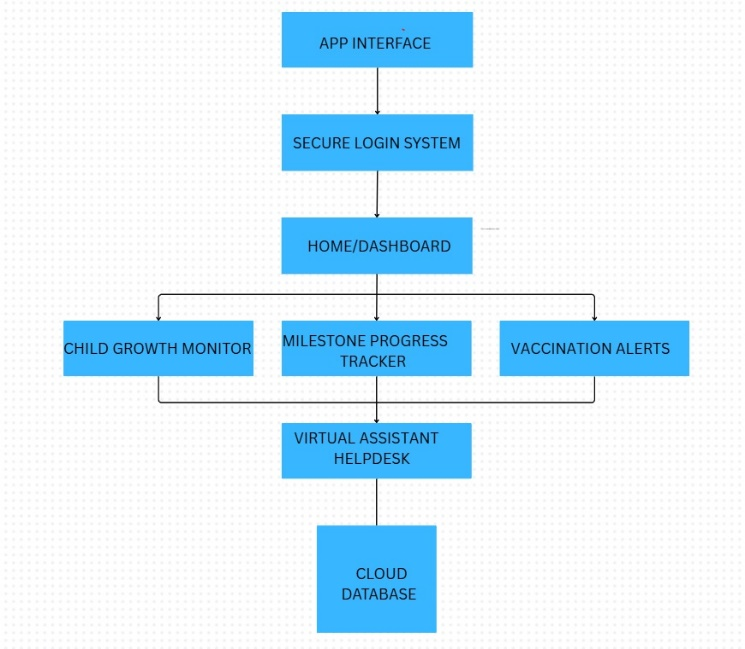 APP INTERFACE
SECURE LOGIN SYSTEM
HOME/DASHBOARD
CHILD GROWTH MONITOR
MILESTONE PROGRESS
TRACKER
VACCINATION ALERTS
VIRTUAL ASSISTANT
HELPDESK
CLOUD
DATABASE